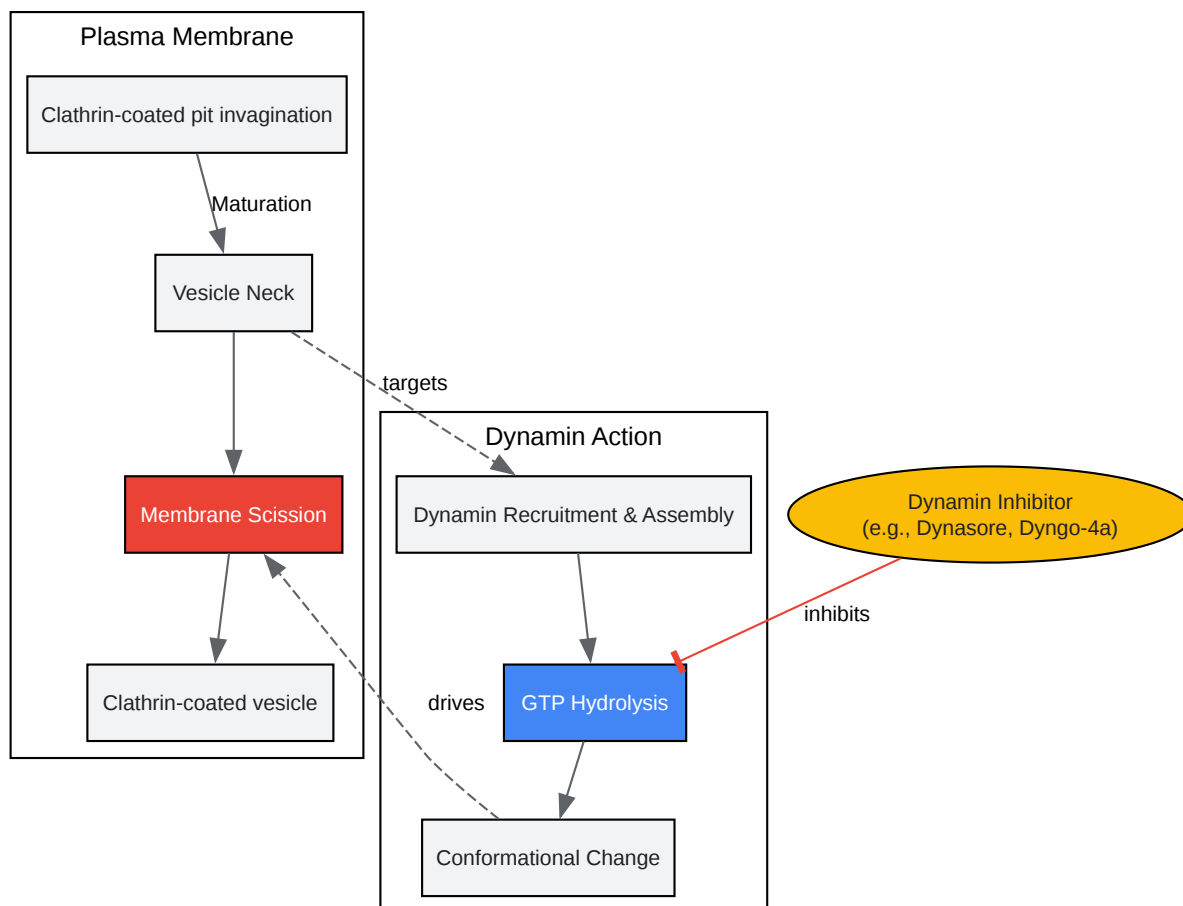 Plasma Membrane
Clathrin-coated pit invagination
Maturation
Vesicle Neck
targets
Dynamin Action
Membrane Scission
Dynamin Recruitment & Assembly
Dynamin Inhibitor
(e.g., Dynasore, Dyngo-4a)
inhibits
Clathrin-coated vesicle
drives
GTP Hydrolysis
Conformational Change